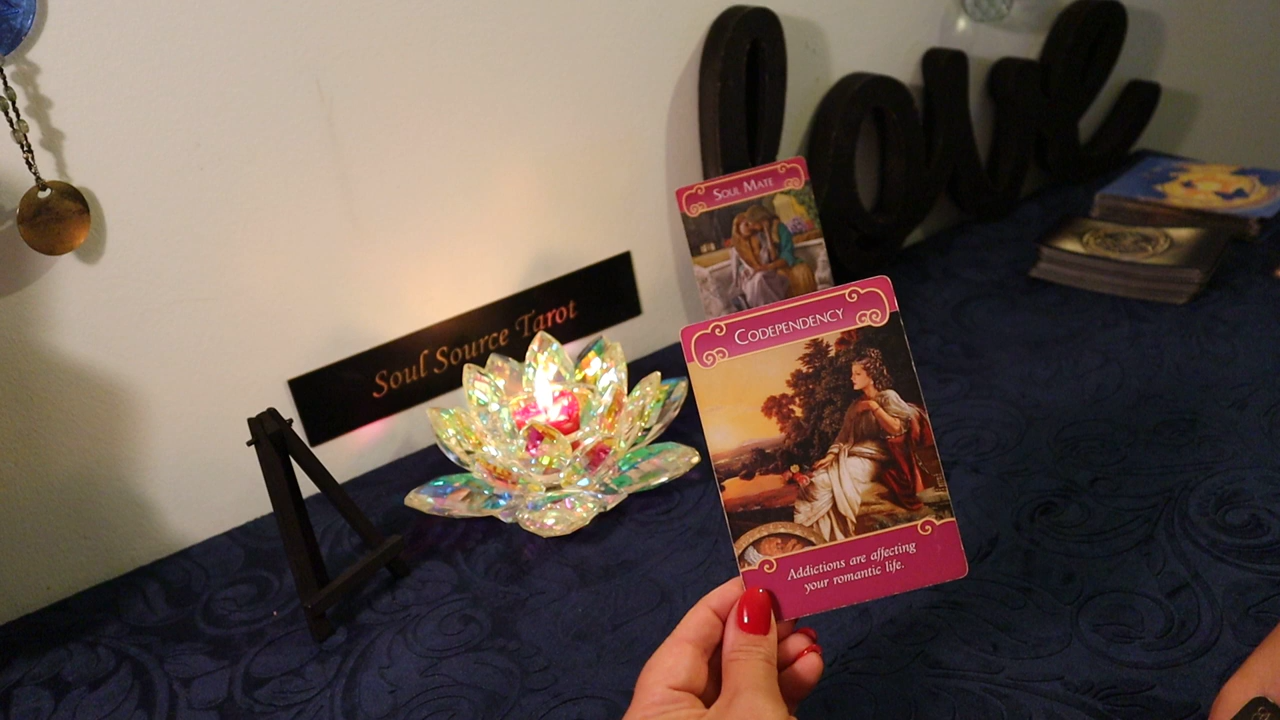 love
Soul Mate
Soul Source Tarot
Codependency
Addictions are affecting
your romantic life.